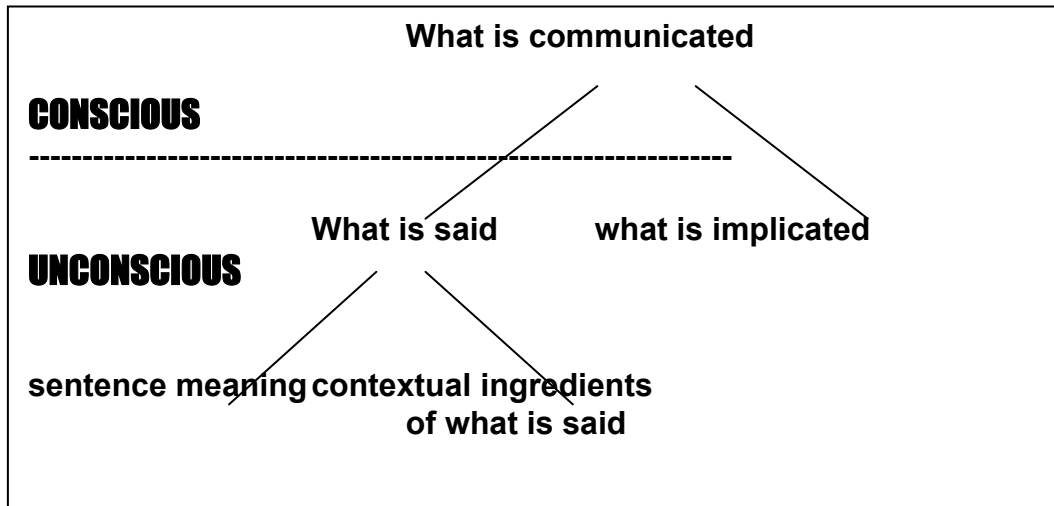 What is communicated
CONSCIOUS
-----------------------------------------------------------------
What is said what is implicated
UNCONSCIOUS
sentence meaning contextual ingredients
of what is said